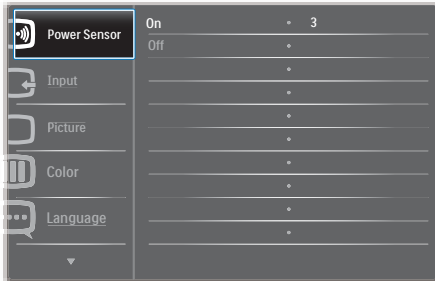 Power Sensor
On 3
Off
Input
Picture
Color
Language